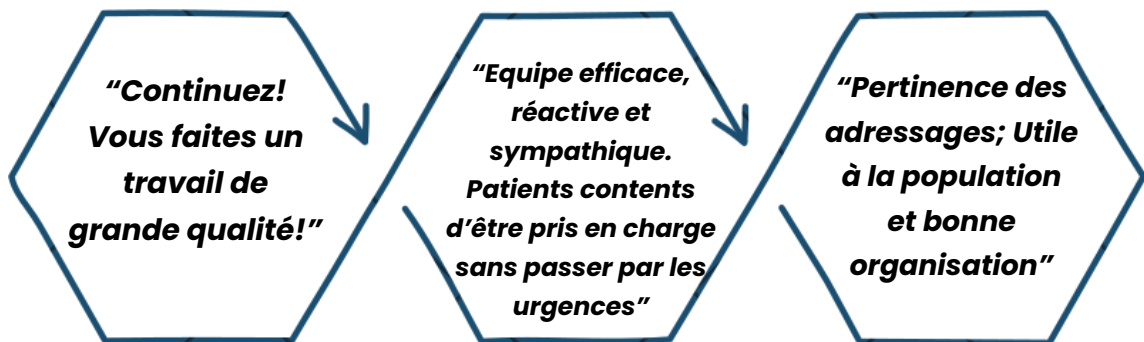 “Continuez!
Vous faites un
travail de
grande qualité!”
“Equipe efficace,
réactive et
sympathique.
Patients contents
d’être pris en charge
sans passer par les
urgences”
“Pertinence des
adressages; Utile
à la population
et bonne
organisation”